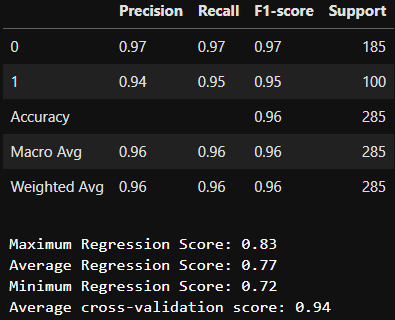 Precision Recall F1-score Support
0 0.97 0.97 0.97 185
1 0.94 0.95 0.95 100
Accuracy 0.96 285
Macro Avg 0.96 0.96 0.96 285
Weighted Avg 0.96 0.96 0.96 285
Maximum Regression Score: 0.83
Average Regression Score: 0.77
Minimum Regression Score: 0.72
Average cross-validation score: 0.94